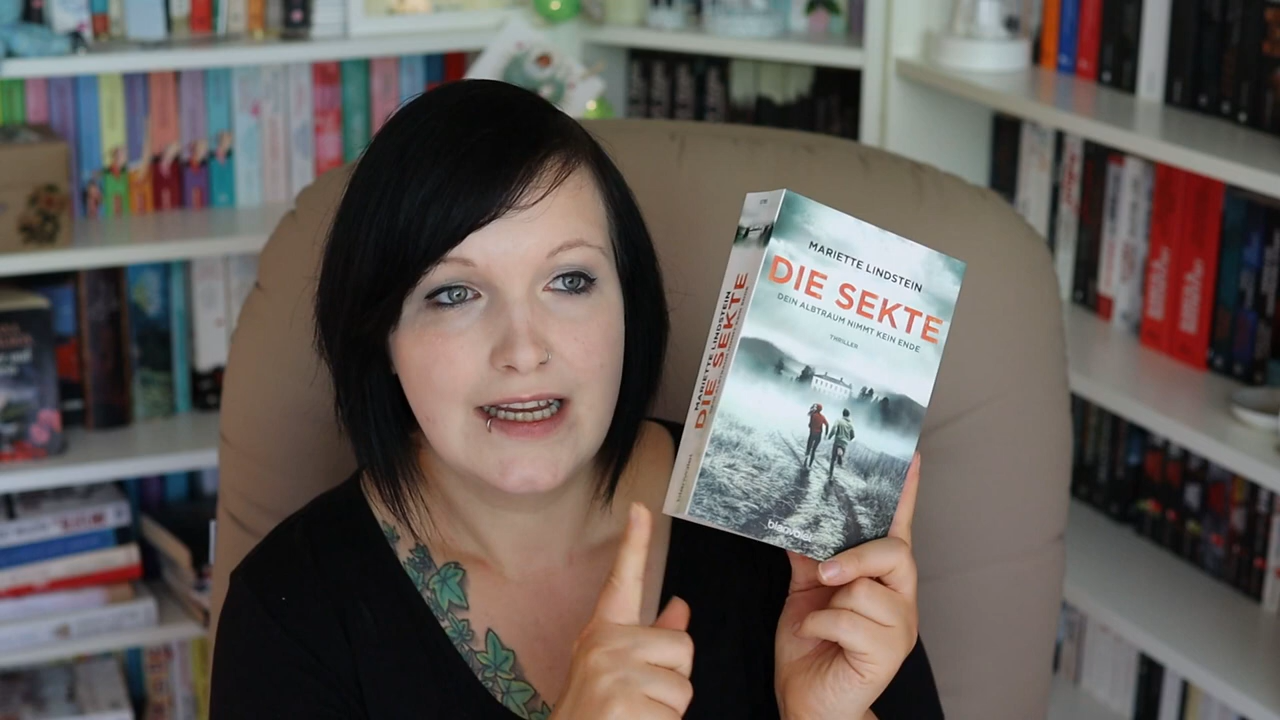 MARIETTE LINDSTEIN
DIE SEKTE
DEIN ALBTRAUM NIMMT KEIN ENDE
THRILLER
blanvalet
MARIETTE LINDSTEIN
DIE SEKTE